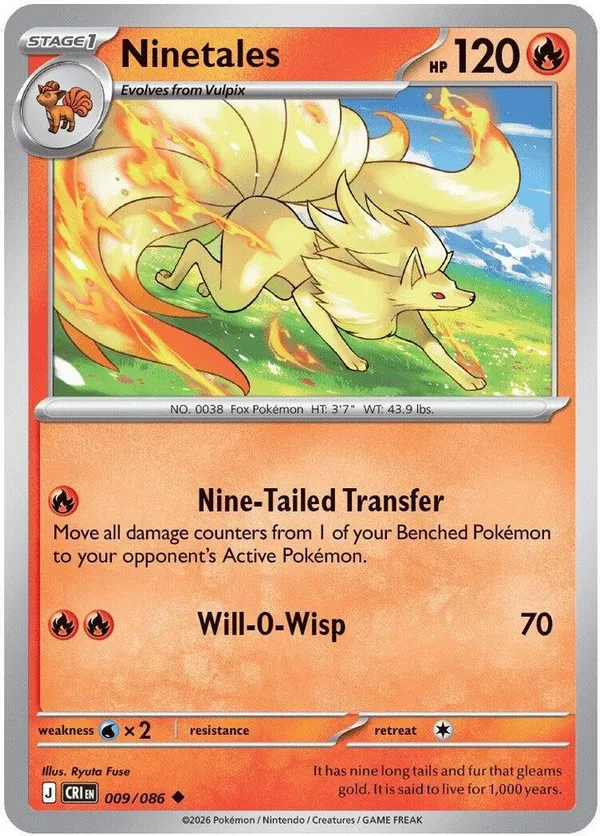 STAGE1
Ninetales
HP 120
Evolves from Vulpix
NO. 0038 Fox Pokémon HT: 3'7" WT: 43.9 lbs.
Nine-Tailed Transfer
Move all damage counters from 1 of your Benched Pokémon
to your opponent's Active Pokémon.
Will-O-Wisp 70
weakness ×2 resistance retreat
Illus. Ryuta Fuse
J CRI EN 009/086
It has nine long tails and fur that gleams
gold. It is said to live for 1,000 years.
©2026 Pokémon / Nintendo / Creatures / GAME FREAK